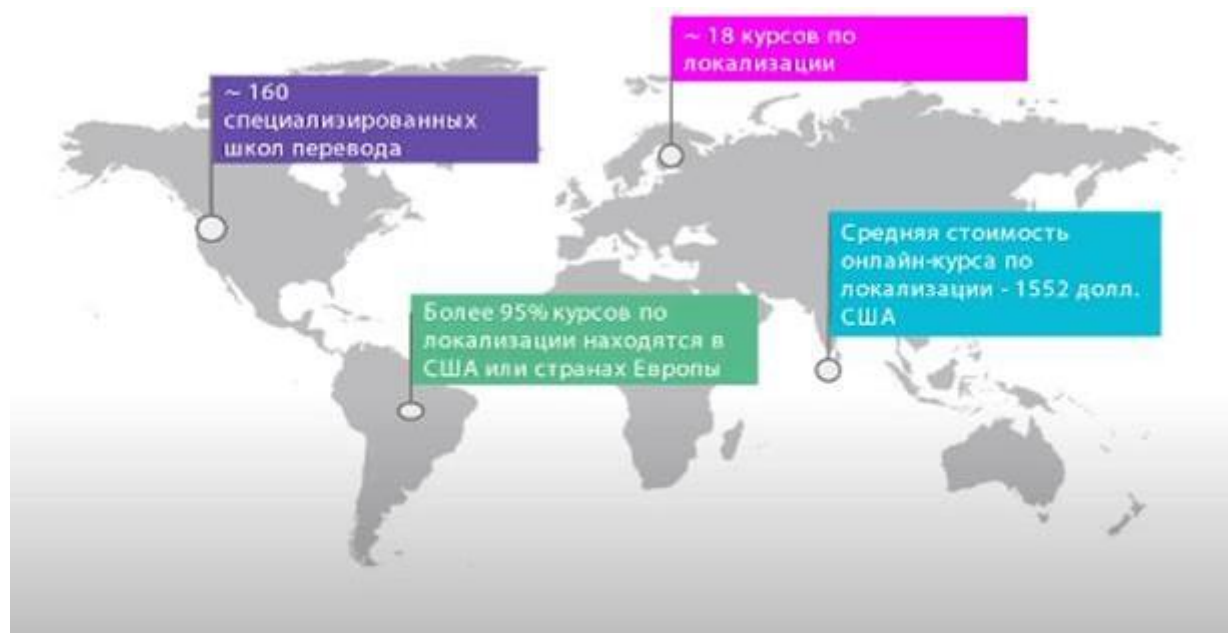 ~ 18 курсов по
локализации
~ 160
специализированных
школ перевода
Средняя стоимость
онлайн-курса по
локализации - 1552 долл.
США
Более 95% курсов по
локализации находятся в
США или странах Европы